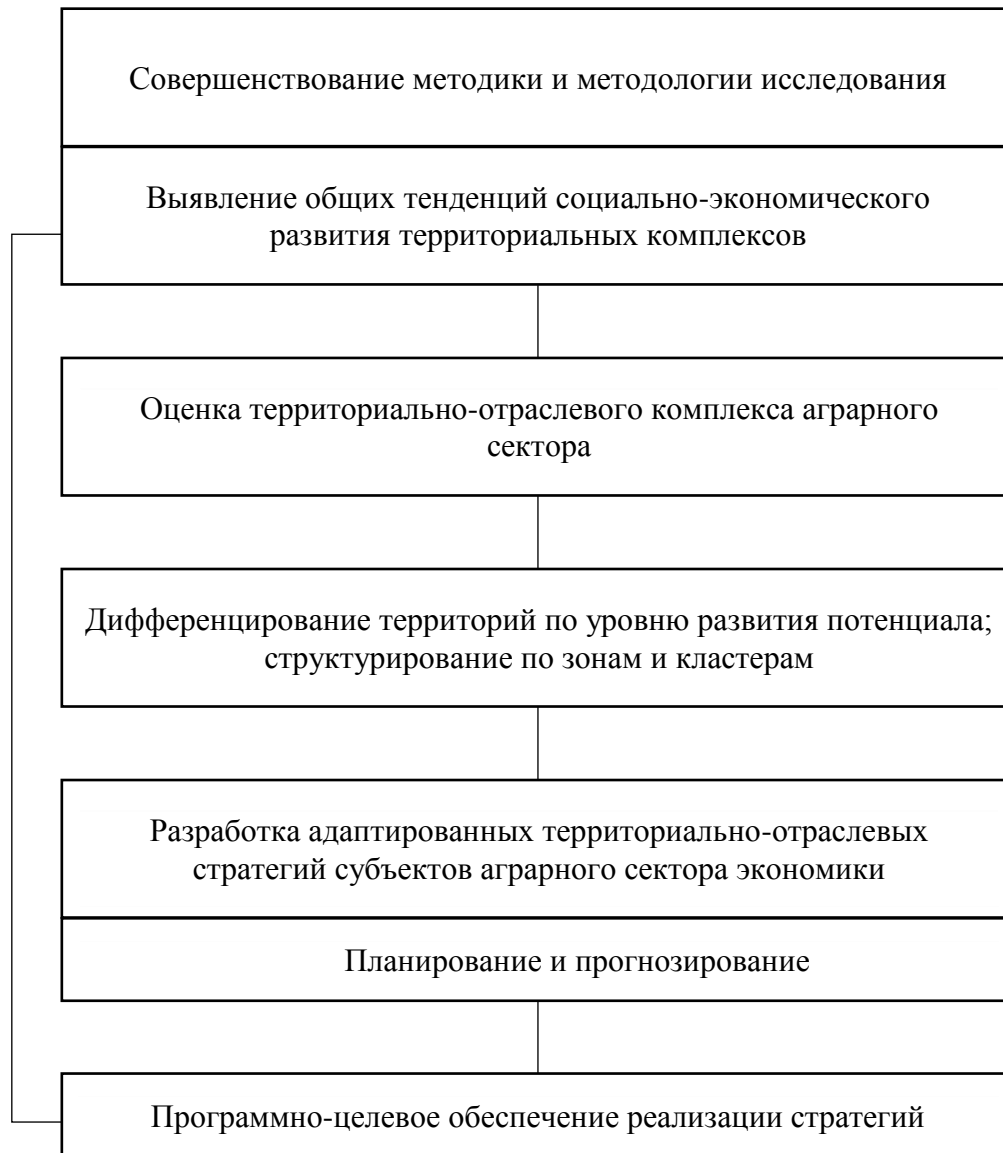 Совершенствование методики и методологии исследования
Выявление общих тенденций социально-экономического
развития территориальных комплексов
Оценка территориально-отраслевого комплекса аграрного
сектора
Дифференцирование территорий по уровню развития потенциала;
структурирование по зонам и кластерам
Разработка адаптированных территориально-отраслевых
стратегий субъектов аграрного сектора экономики
Планирование и прогнозирование
Программно-целевое обеспечение реализации стратегий